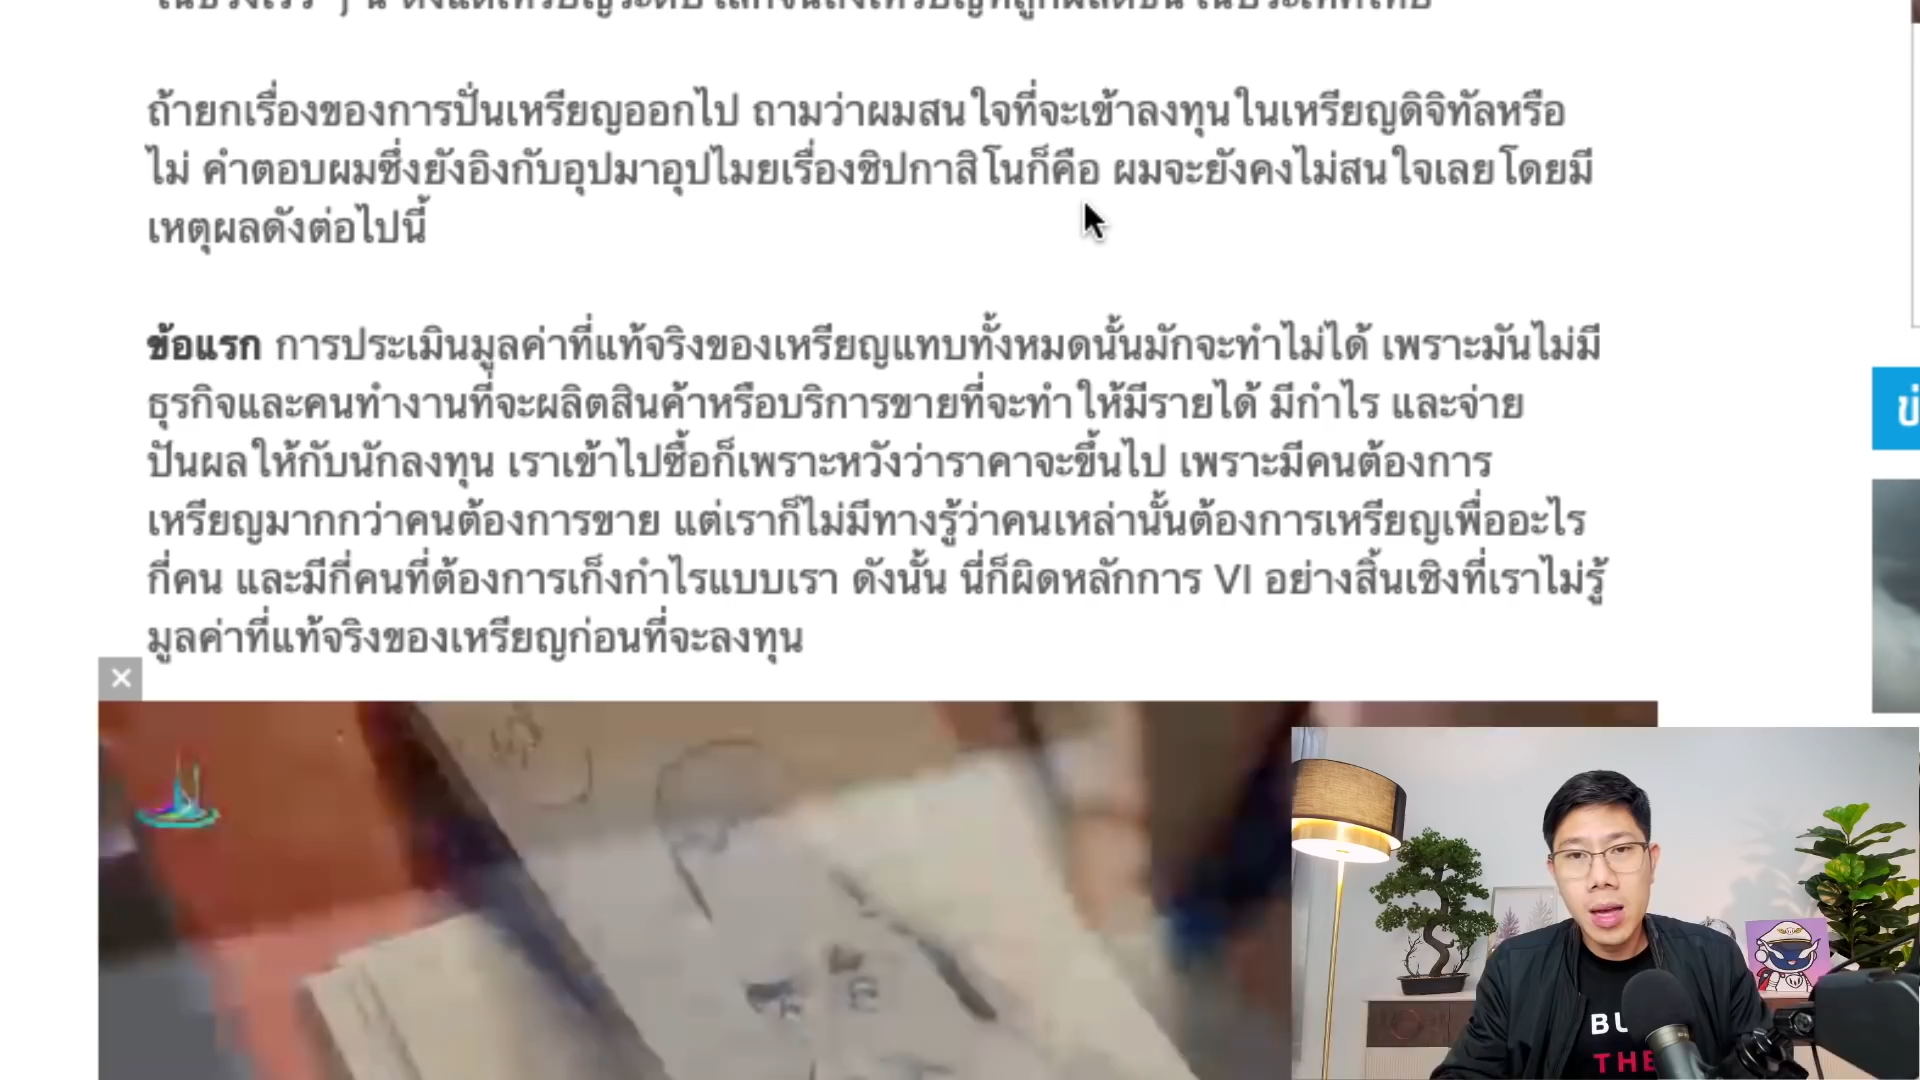 ถ้ายกเรื่องของการปั่นเหรียญออกไป ถามว่าผมสนใจที่จะเข้าลงทุนในเหรียญดิจิทัลหรือ
ไม่ คำตอบผมซึ่งยังอิงกับอุปมาอุปไมยเรื่องชิปกาสิโนก็คือ ผมจะยังคงไม่สนใจเลยโดยมี
เหตุผลดังต่อไปนี้
ข้อแรก การประเมินมูลค่าที่แท้จริงของเหรียญแทบทั้งหมดนั้นมักจะทำไม่ได้ เพราะมันไม่มี
ธุรกิจและคนทำงานที่จะผลิตสินค้าหรือบริการขายที่จะทำให้มีรายได้ มีกำไร และจ่าย
ปันผลให้กับนักลงทุน เราเข้าไปซื้อก็เพราะหวังว่าราคาจะขึ้นไป เพราะมีคนต้องการ
เหรียญมากกว่าคนต้องการขาย แต่เราก็ไม่มีทางรู้ว่าคนเหล่านั้นต้องการเหรียญเพื่ออะไร
กี่คน และมีกี่คนที่ต้องการเก็งกำไรแบบเรา ดังนั้น นี่ก็ผิดหลักการ VI อย่างสิ้นเชิงที่เราไม่รู้
มูลค่าที่แท้จริงของเหรียญก่อนที่จะลงทุน
THE